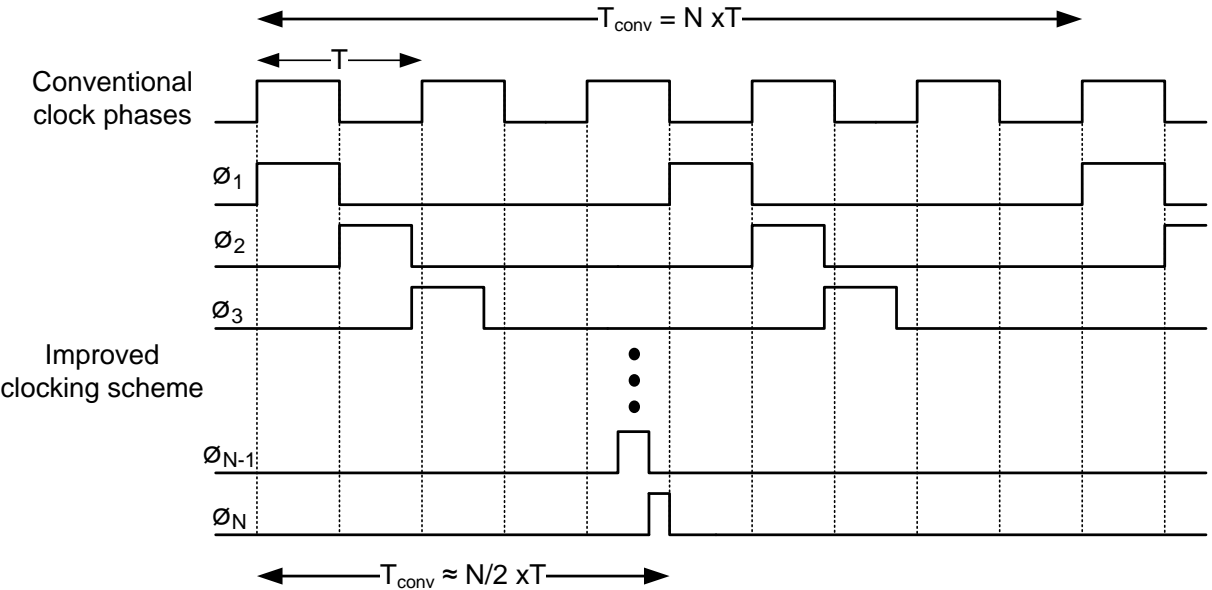 T_conv = N xT
T
Conventional
clock phases
Ø1
Ø2
Ø3
Improved
clocking scheme
ØN-1
ØN
T_conv ≈ N/2 xT